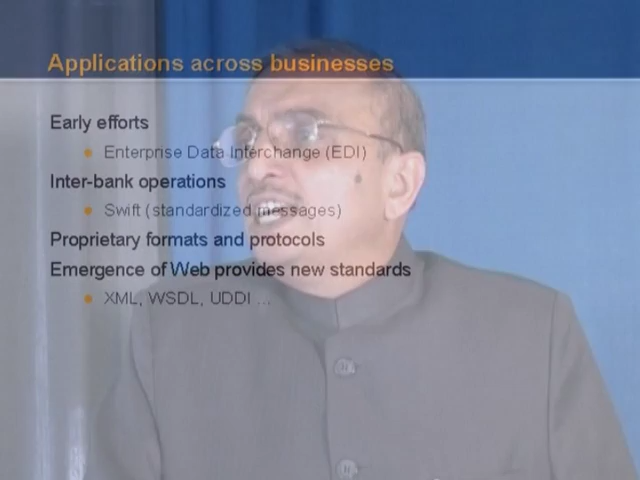 Applications across businesses
Early efforts
Enterprise Data Interchange (EDI)
Inter-bank operations
Swift (standardized messages)
Proprietary formats and protocols
Emergence of Web provides new standards
XML, WSDL, UDDI ...